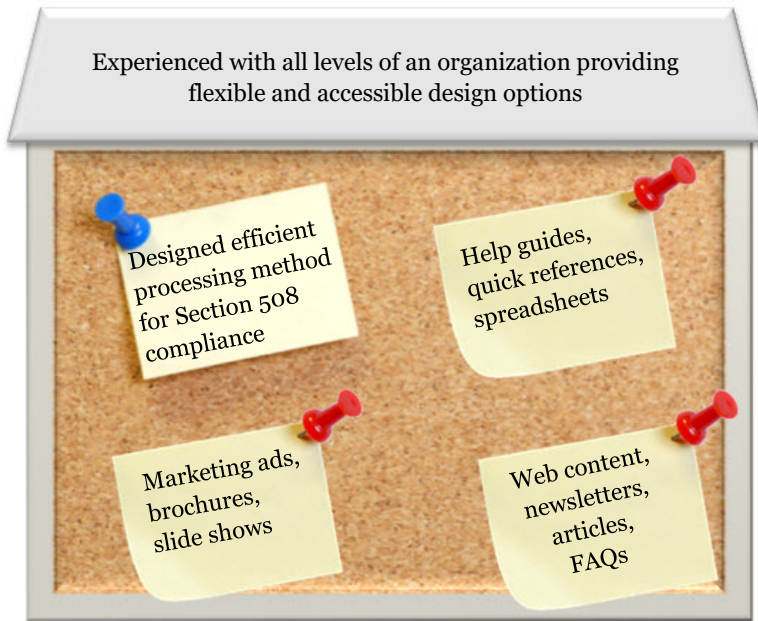 Experienced with all levels of an organization providing
flexible and accessible design options
Designed efficient
processing method
for Section 508
compliance
Help guides,
quick references,
spreadsheets
Marketing ads,
brochures,
slide shows
Web content,
newsletters,
articles,
FAQs